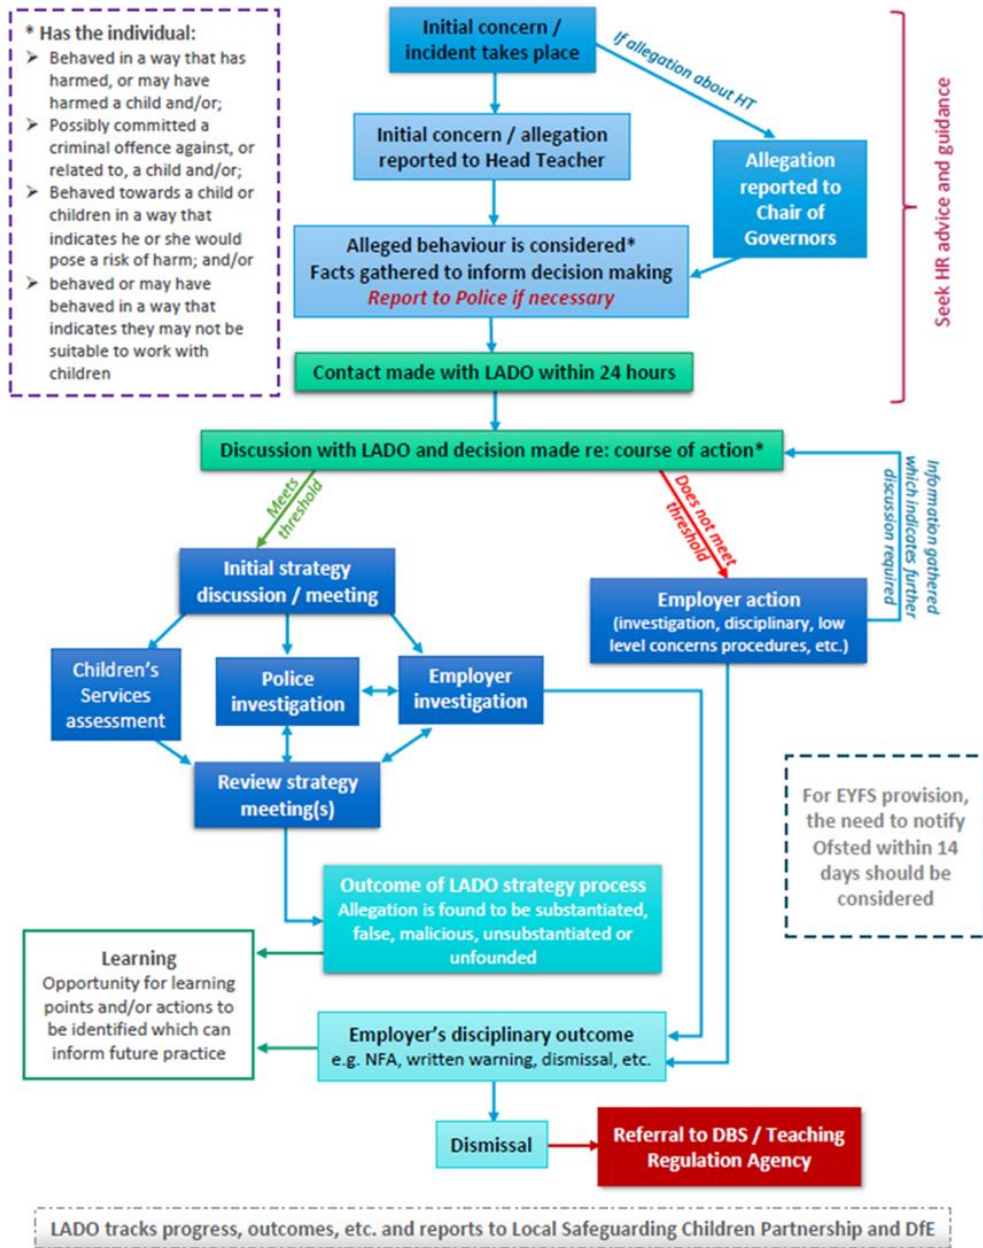 * Has the individual:
➢ Behaved in a way that has
harmed, or may have
harmed a child and/or;
➢ Possibly committed a
criminal offence against, or
related to, a child and/or;
➢ Behaved towards a child or
children in a way that
indicates he or she would
pose a risk of harm; and/or
➢ behaved or may have
behaved in a way that
indicates they may not be
suitable to work with
children
Initial concern /
incident takes place
If allegation about HT
Initial concern / allegation
reported to Head Teacher
Allegation
reported to
Chair of
Governors
Alleged behaviour is considered*
Facts gathered to inform decision making
Report to Police if necessary
Contact made with LADO within 24 hours
Seek HR advice and guidance
Discussion with LADO and decision made re: course of action*
Meets
threshold
Does not meet
threshold
Information gathered
which indicates further
discussion required
Initial strategy
discussion / meeting
Employer action
(investigation, disciplinary, low
level concerns procedures, etc.)
Children's
Services
assessment
Police
investigation
Employer
investigation
Review strategy
meeting(s)
For EYFS provision,
the need to notify
Ofsted within 14
days should be
considered
Outcome of LADO strategy process
Allegation is found to be substantiated,
false, malicious, unsubstantiated or
unfounded
Learning
Opportunity for learning
points and/or actions to
be identified which can
inform future practice
Employer's disciplinary outcome
e.g. NFA, written warning, dismissal, etc.
Dismissal
Referral to DBS / Teaching
Regulation Agency
LADO tracks progress, outcomes, etc. and reports to Local Safeguarding Children Partnership and DfE